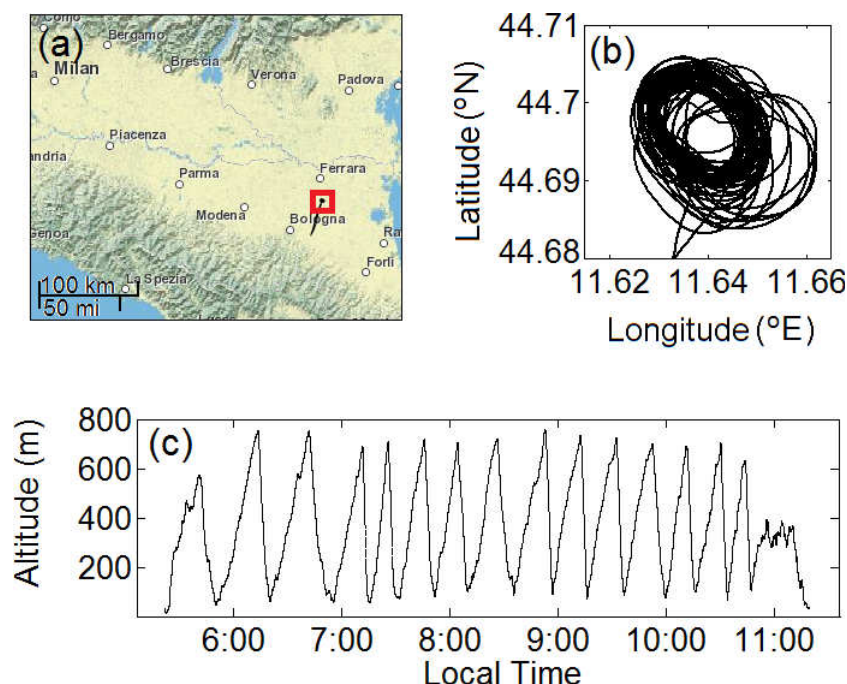 (a)
Como
Bergamo
Milan
Brescia
Verona
Padova
Piacenza
andria
Parma
Ferrara
Modena
Bologna
Ra
Forlì
Genoa
La Spezia
100 km
50 mi
(b)
44.71
44.7
44.69
44.68
Latitude (°N)
11.62 11.64 11.66
Longitude (°E)
(c)
800
600
400
200
Altitude (m)
6:00 7:00 8:00 9:00 10:00 11:00
Local Time